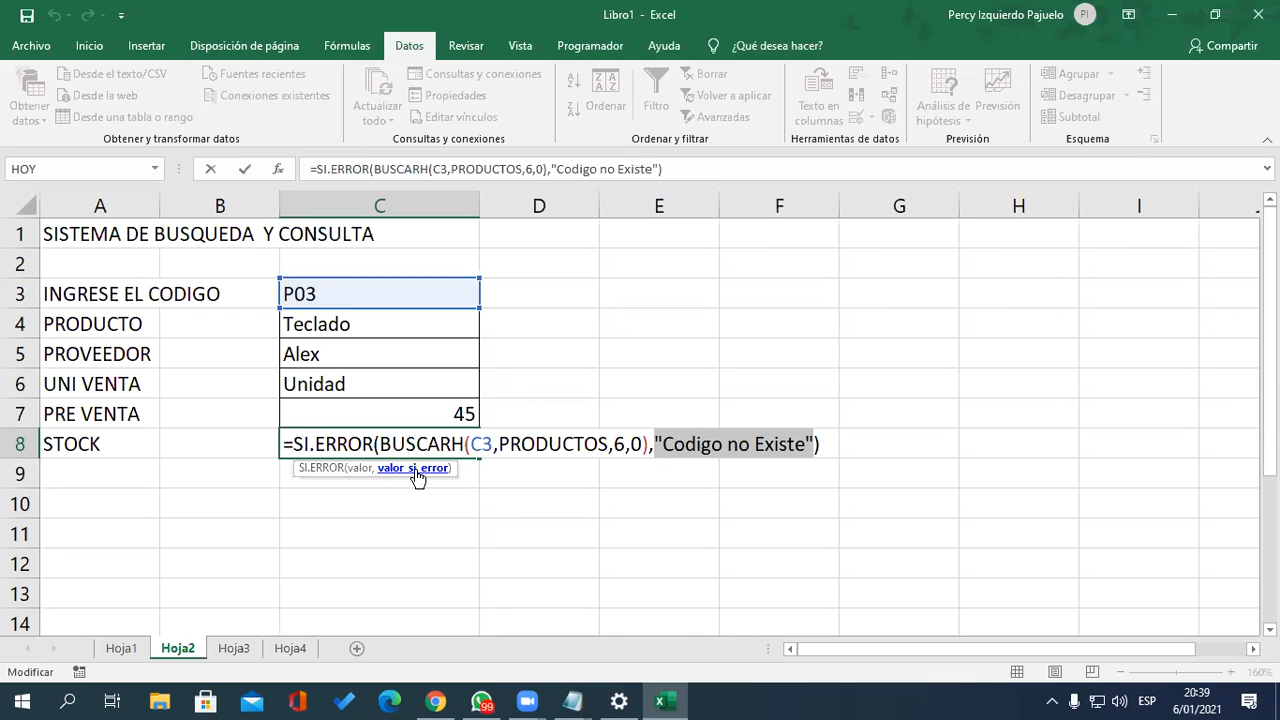 Libro1 - Excel
Percy Izquierdo Pajuelo
PI
Archivo Inicio Insertar Disposición de página Fórmulas Datos Revisar Vista Programador Ayuda ¿Qué desea hacer? Compartir
Obtener datos
Desde el texto/CSV
Desde la web
Desde una tabla o rango
Fuentes recientes
Conexiones existentes
Obtener y transformar datos
Actualizar todo
Consultas y conexiones
Propiedades
Editar vínculos
Consultas y conexiones
Ordenar
Filtro
Borrar
Volver a aplicar
Avanzadas
Ordenar y filtrar
Texto en columnas
Herramientas de datos
Análisis de hipótesis
Previsión
Previsión
Agrupar
Desagrupar
Subtotal
Esquema
HOY
fx
=SI.ERROR(BUSCARH(C3,PRODUCTOS,6,0),"Codigo no Existe")
A B C D E F G H I
1 SISTEMA DE BUSQUEDA Y CONSULTA
2
3 INGRESE EL CODIGO P03
4 PRODUCTO Teclado
5 PROVEEDOR Alex
6 UNI VENTA Unidad
7 PRE VENTA 45
8 STOCK =SI.ERROR(BUSCARH(C3,PRODUCTOS,6,0),"Codigo no Existe")
SI.ERROR(valor, valor_si_error)
9
10
11
12
13
14
Hoja1 Hoja2 Hoja3 Hoja4
Modificar
160%
99
ESP
20:39
6/01/2021